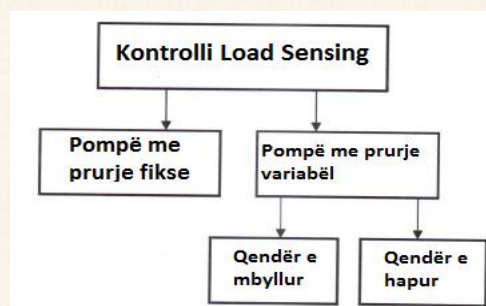 Kontrolli Load Sensing
Pompë me
prurje fikse
Pompë me prurje
variabël
Qendër e
mbyllur
Qendër e
hapur